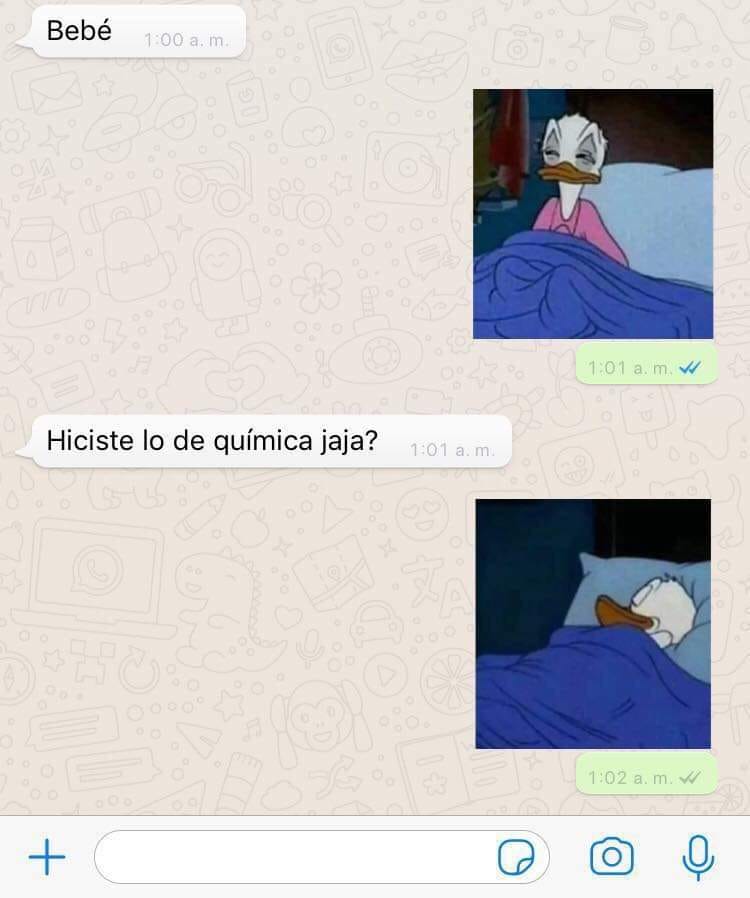 Bebé
1:00 a. m.
1:01 a. m.
Hiciste lo de química jaja?
1:01 a. m.
1:02 a. m.